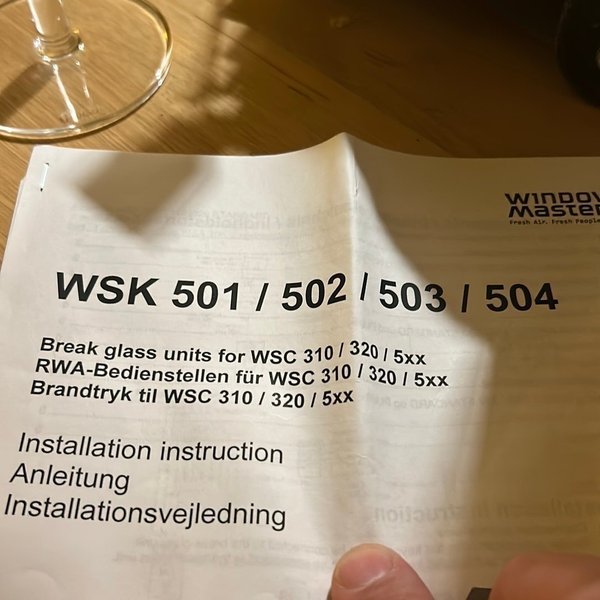 WINDOW
MASTER
Fresh Air. Fresh People
WSK 501 / 502 / 503 / 504
Break glass units for WSC 310 / 320 / 5xx
RWA-Bedienstellen für WSC 310 / 320 / 5xx
Brandtryk til WSC 310 / 320 / 5xx
Installation instruction
Anleitung
Installationsvejledning